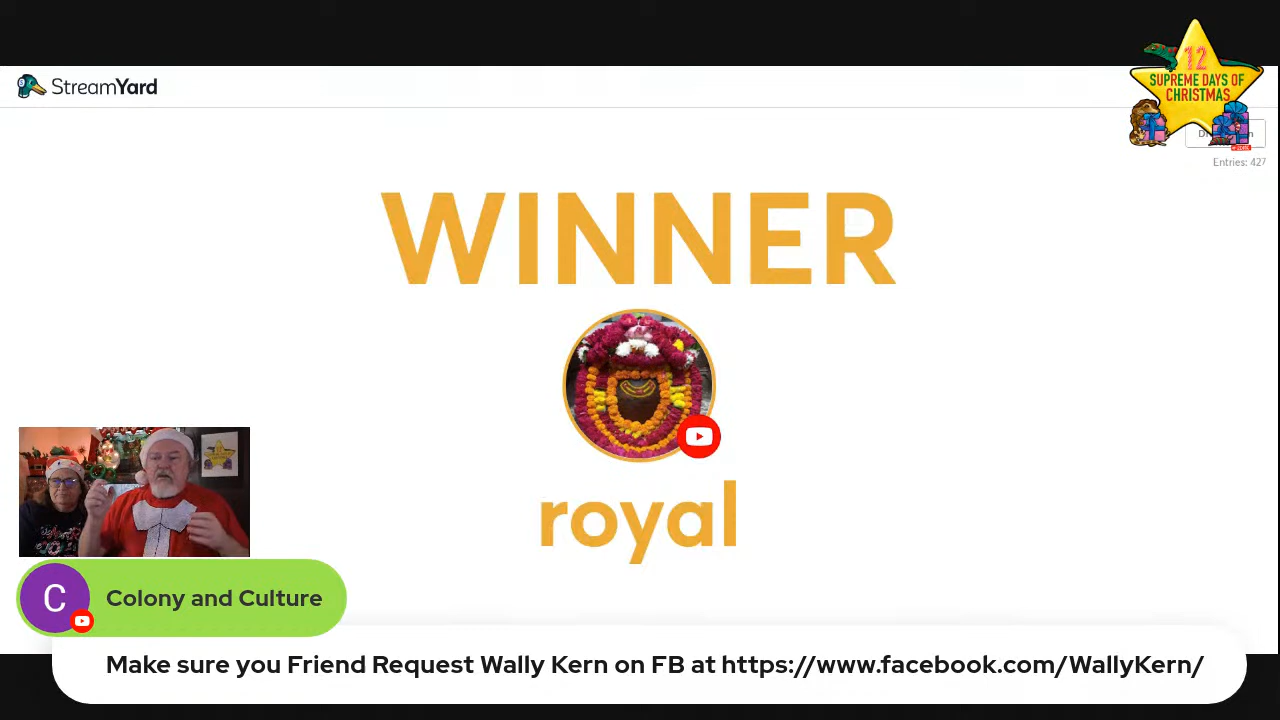 StreamYard
12
SUPREME DAYS OF
CHRISTMAS
Entries: 427
WINNER
royal
C
Colony and Culture
Make sure you Friend Request Wally Kern on FB at https://www.facebook.com/WallyKern/